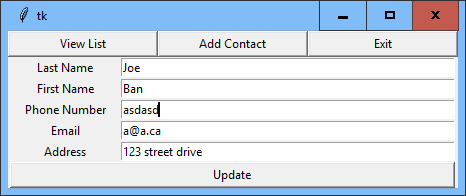 tk
View List Add Contact Exit
Last Name Joe
First Name Ban
Phone Number asdasd
Email a@a.ca
Address 123 street drive
Update